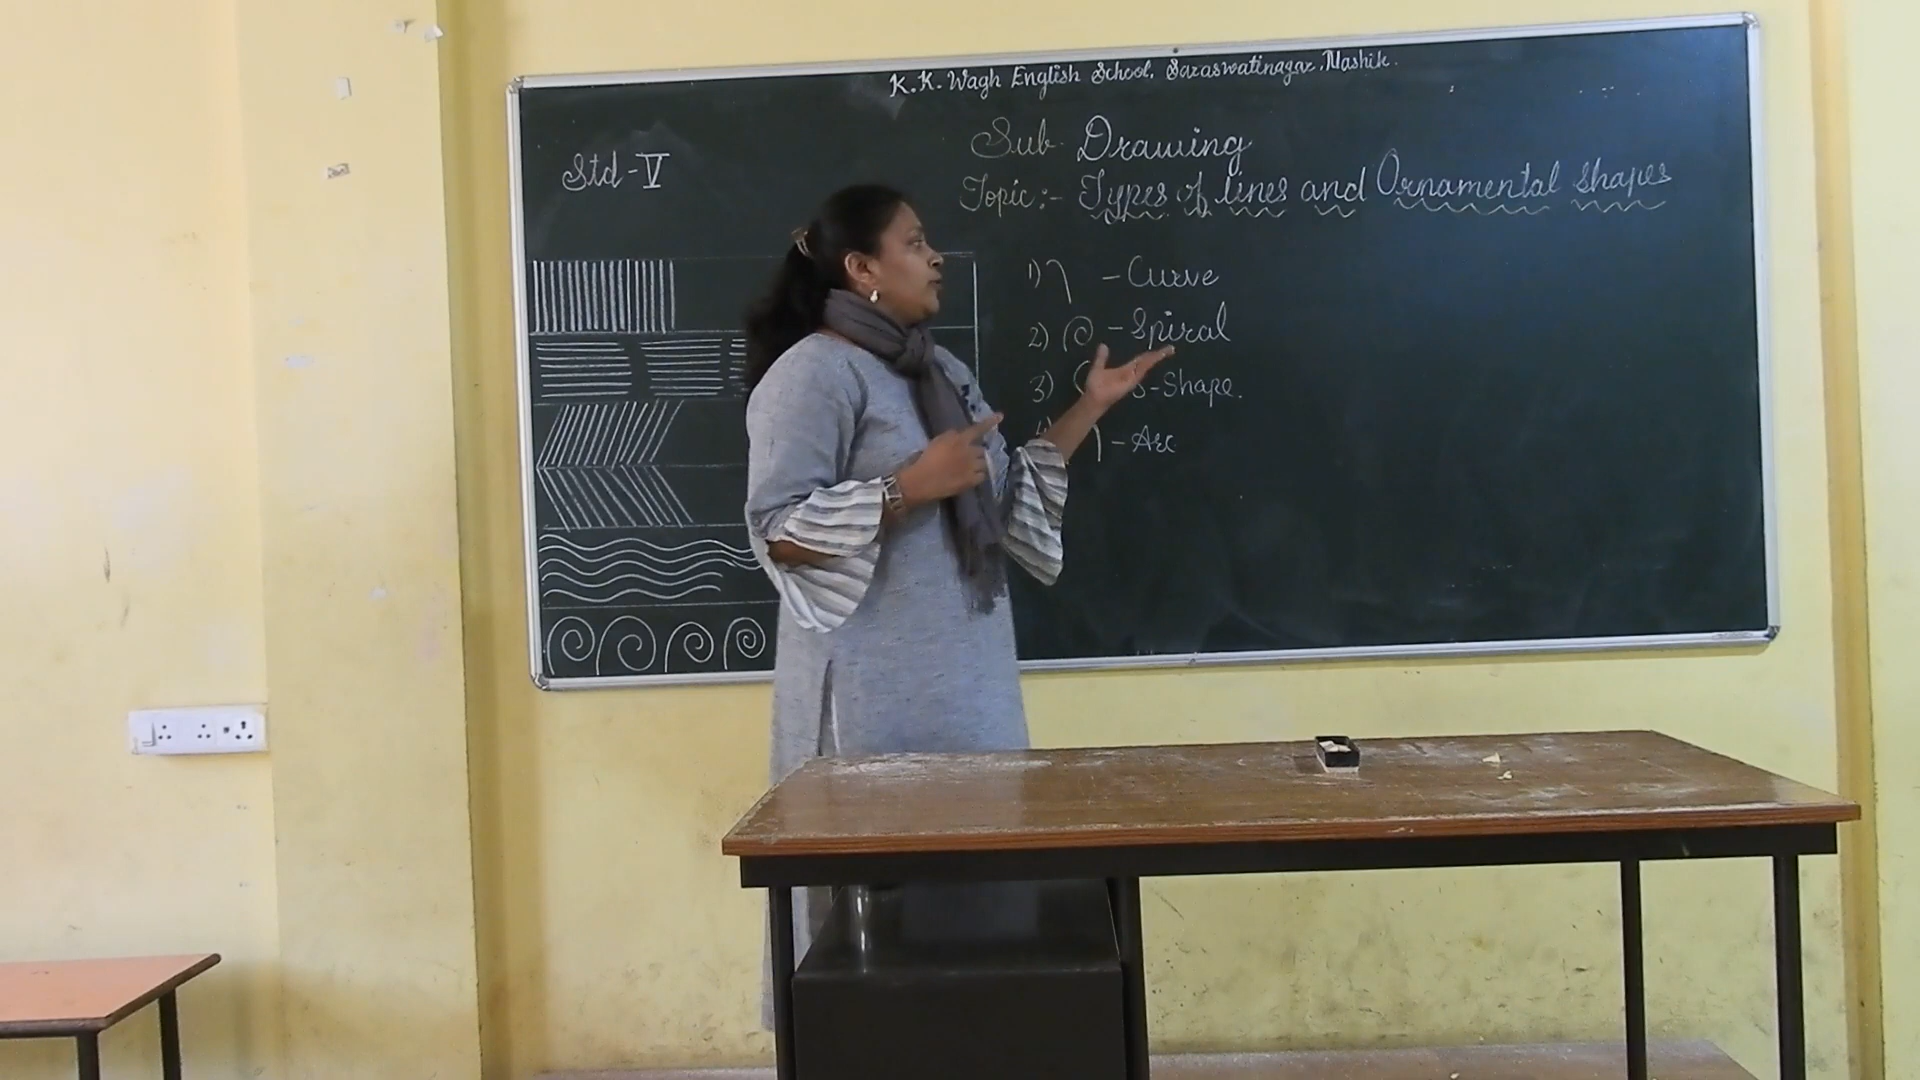 K. K. Wagh English School, Saraswatinagar, Nashik.
Sub- Drawing
Std - V
Topic:- Types of lines and Ornamental shapes
1) - Curve
2) - Spiral
3) S-Shape.
4) - Arc